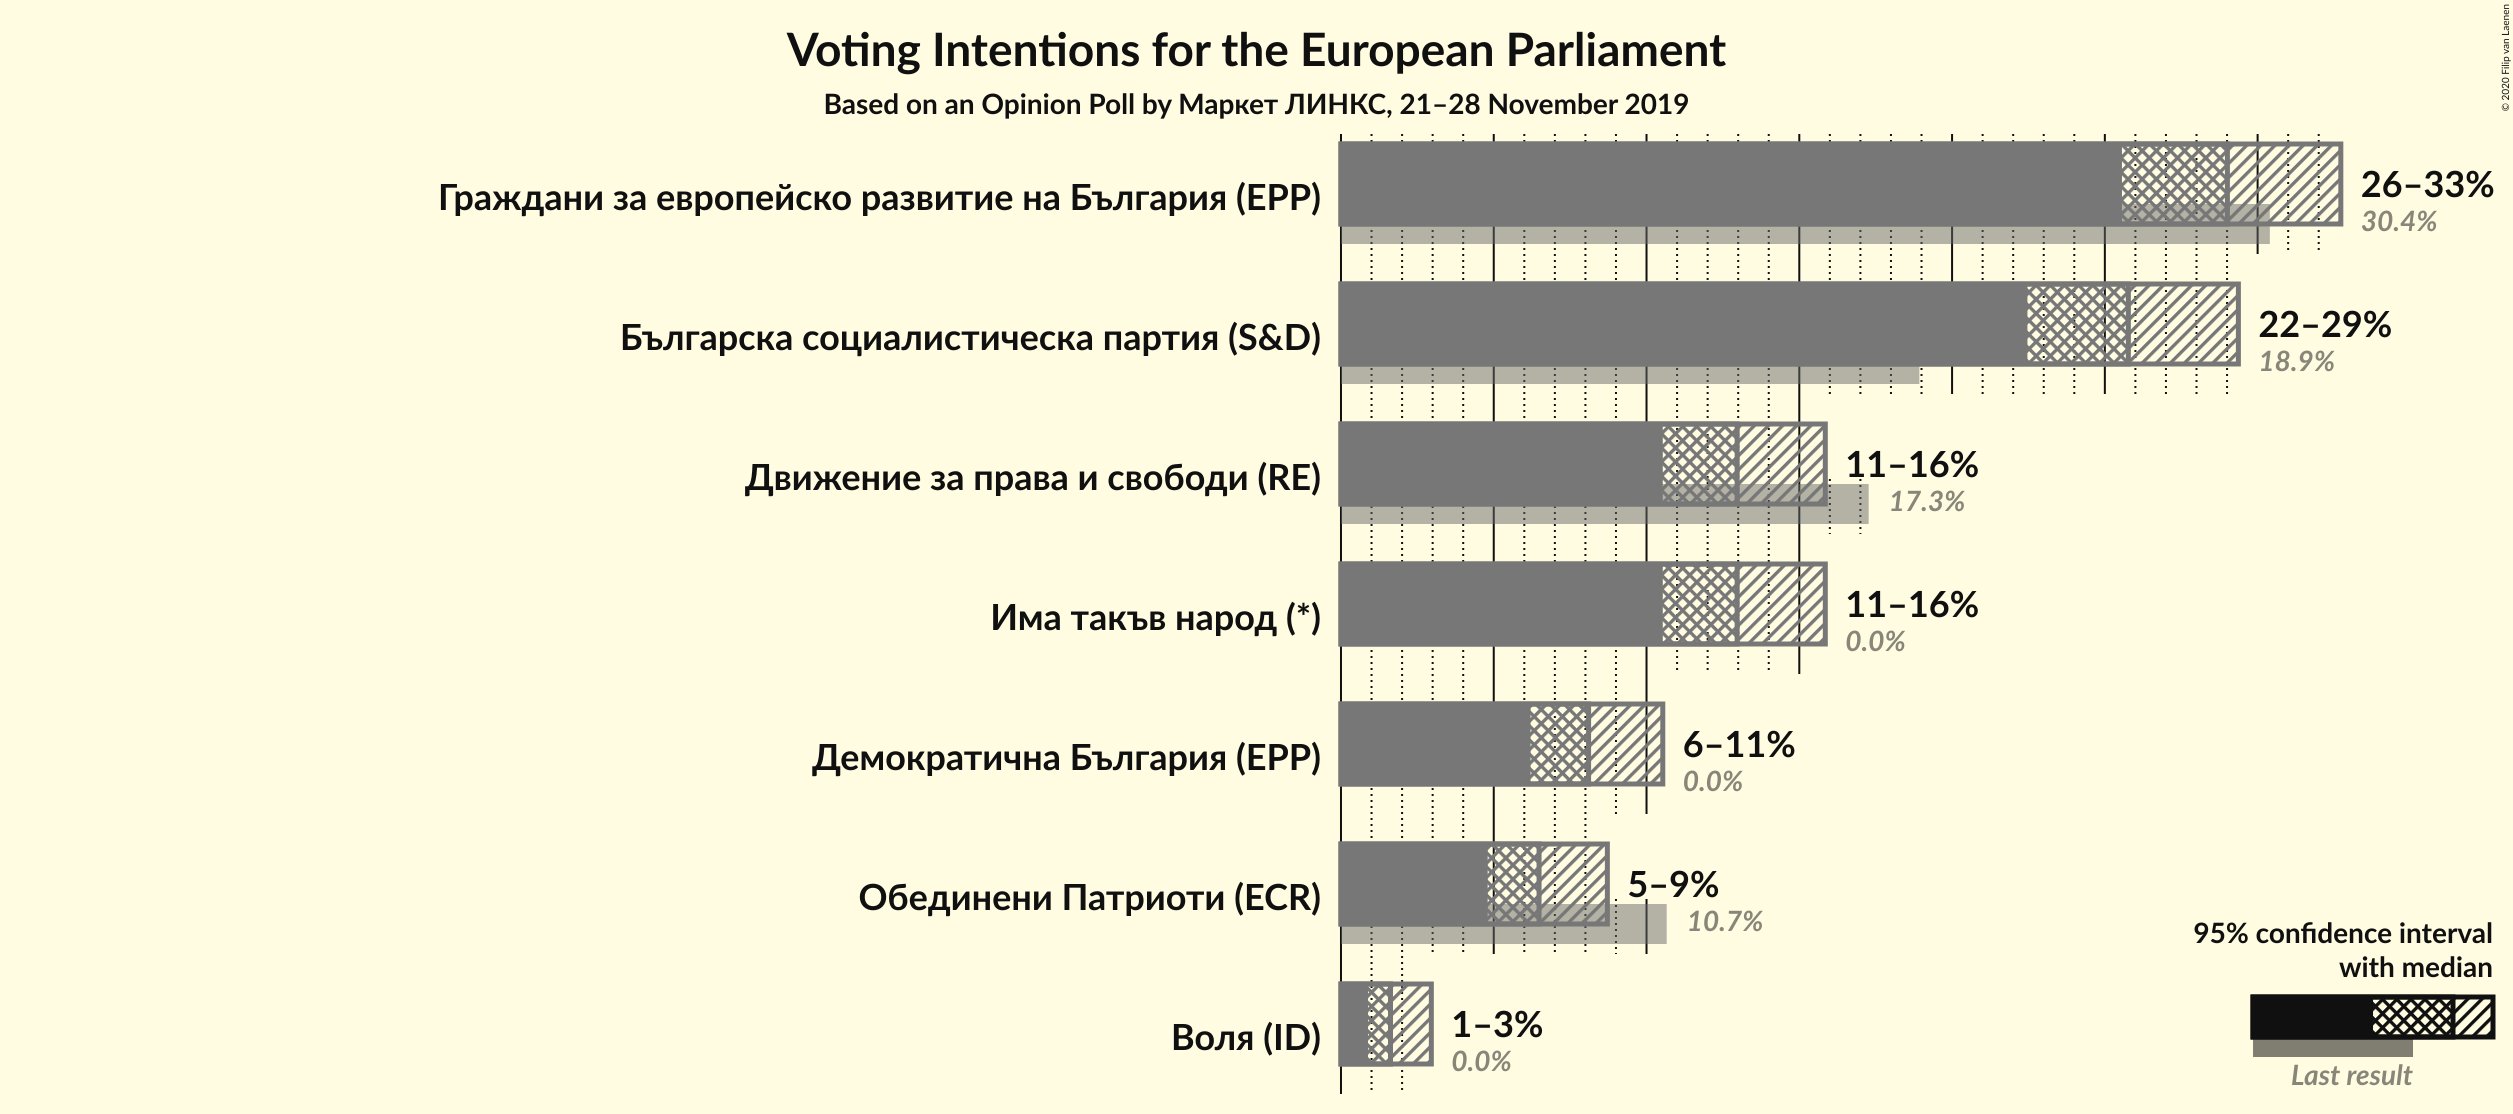 Voting Intentions for the European Parliament
Based on an Opinion Poll by Маркет ЛИНКС, 21–28 November 2019
© 2020 Filip van Laenen
Граждани за европейско развитие на България (EPP)
26–33%
30.4%
Българска социалистическа партия (S&D)
22–29%
18.9%
Движение за права и свободи (RE)
11–16%
17.3%
Има такъв народ (*)
11–16%
0.0%
Демократична България (EPP)
6–11%
0.0%
Обединени Патриоти (ECR)
5–9%
10.7%
Воля (ID)
1–3%
0.0%
95% confidence interval
with median
Last result